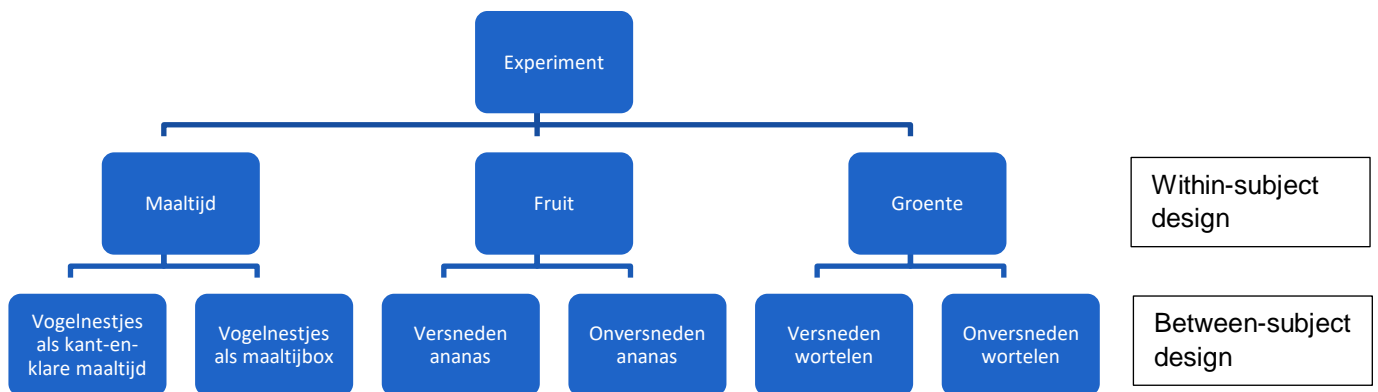 Experiment
Maaltijd
Fruit
Groente
Within-subject
design
Vogelnestjes
als kant-en-
klare maaltijd
Vogelnestjes
als maaltijbox
Versneden
ananas
Onversneden
ananas
Versneden
wortelen
Onversneden
wortelen
Between-subject
design